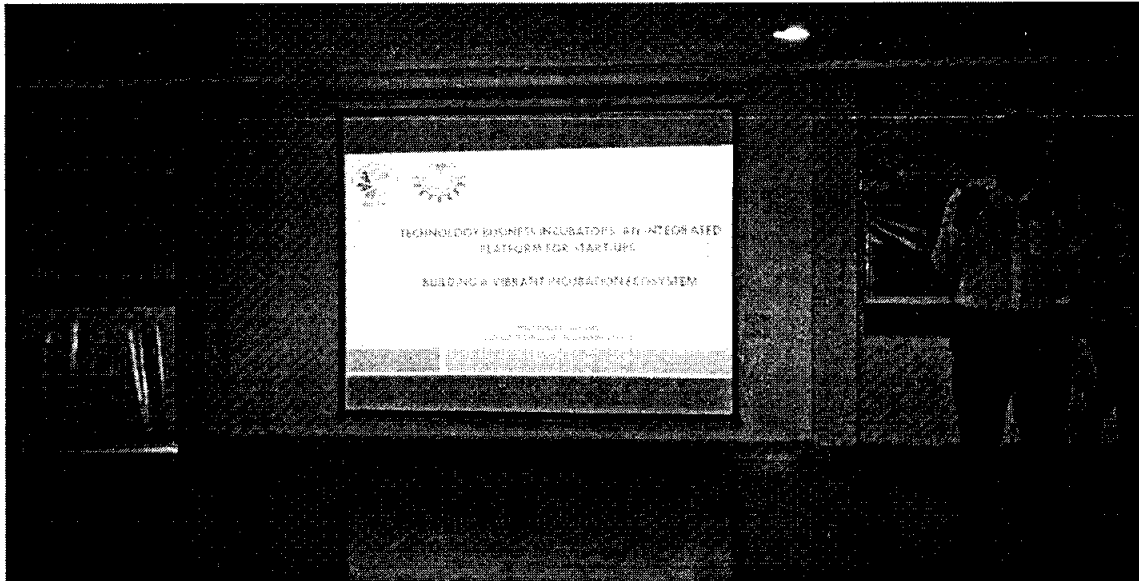 TECHNOLOGY BUSINESS INCUBATORS: AN INTEGRATED
PLATFORM FOR START-UPS
BUILDING A VIBRANT INCUBATION ECOSYSTEM